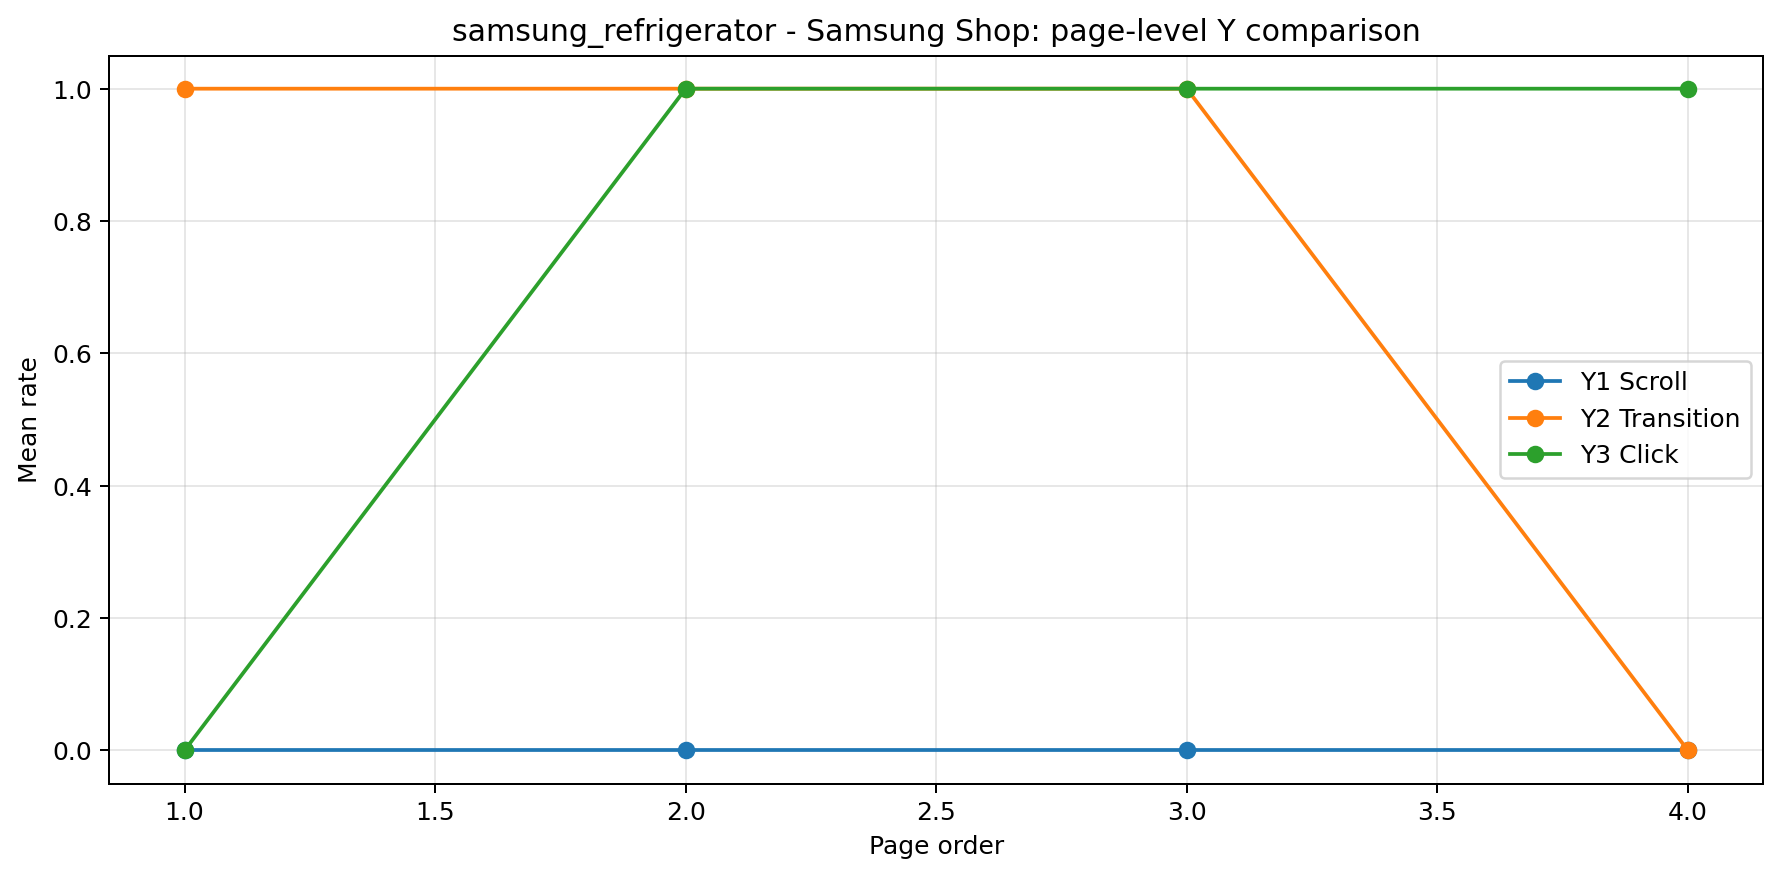 samsung_refrigerator - Samsung Shop: page-level Y comparison
Mean rate
1.0
0.8
0.6
0.4
0.2
0.0
Y1 Scroll
Y2 Transition
Y3 Click
1.0 1.5 2.0 2.5 3.0 3.5 4.0
Page order